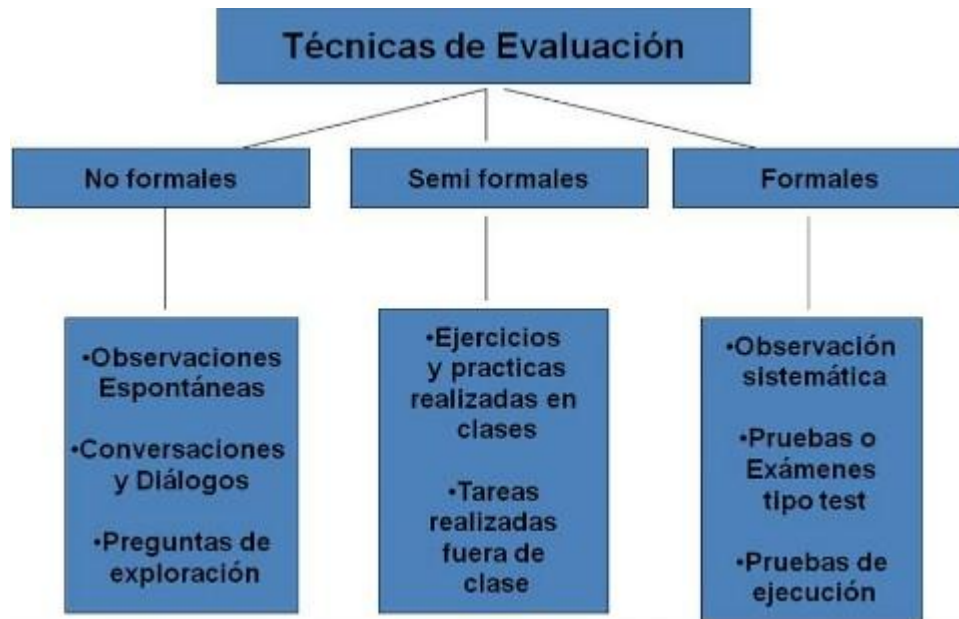 Técnicas de Evaluación
No formales
Semi formales
Formales
•Observaciones
Espontáneas
•Conversaciones
y Diálogos
•Preguntas de
exploración
•Ejercicios
y practicas
realizadas en
clases
•Tareas
realizadas
fuera de
clase
•Observación
sistemática
•Pruebas o
Exámenes
tipo test
•Pruebas de
ejecución